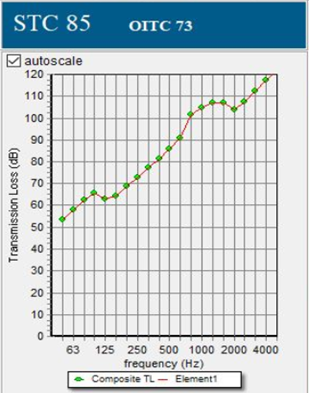 STC 85 OITC 73
autoscale
120
110
100
90
80
70
60
50
40
30
20
10
0
Transmission Loss (dB)
63 125 250 500 1000 2000 4000
frequency (Hz)
Composite TL Element1